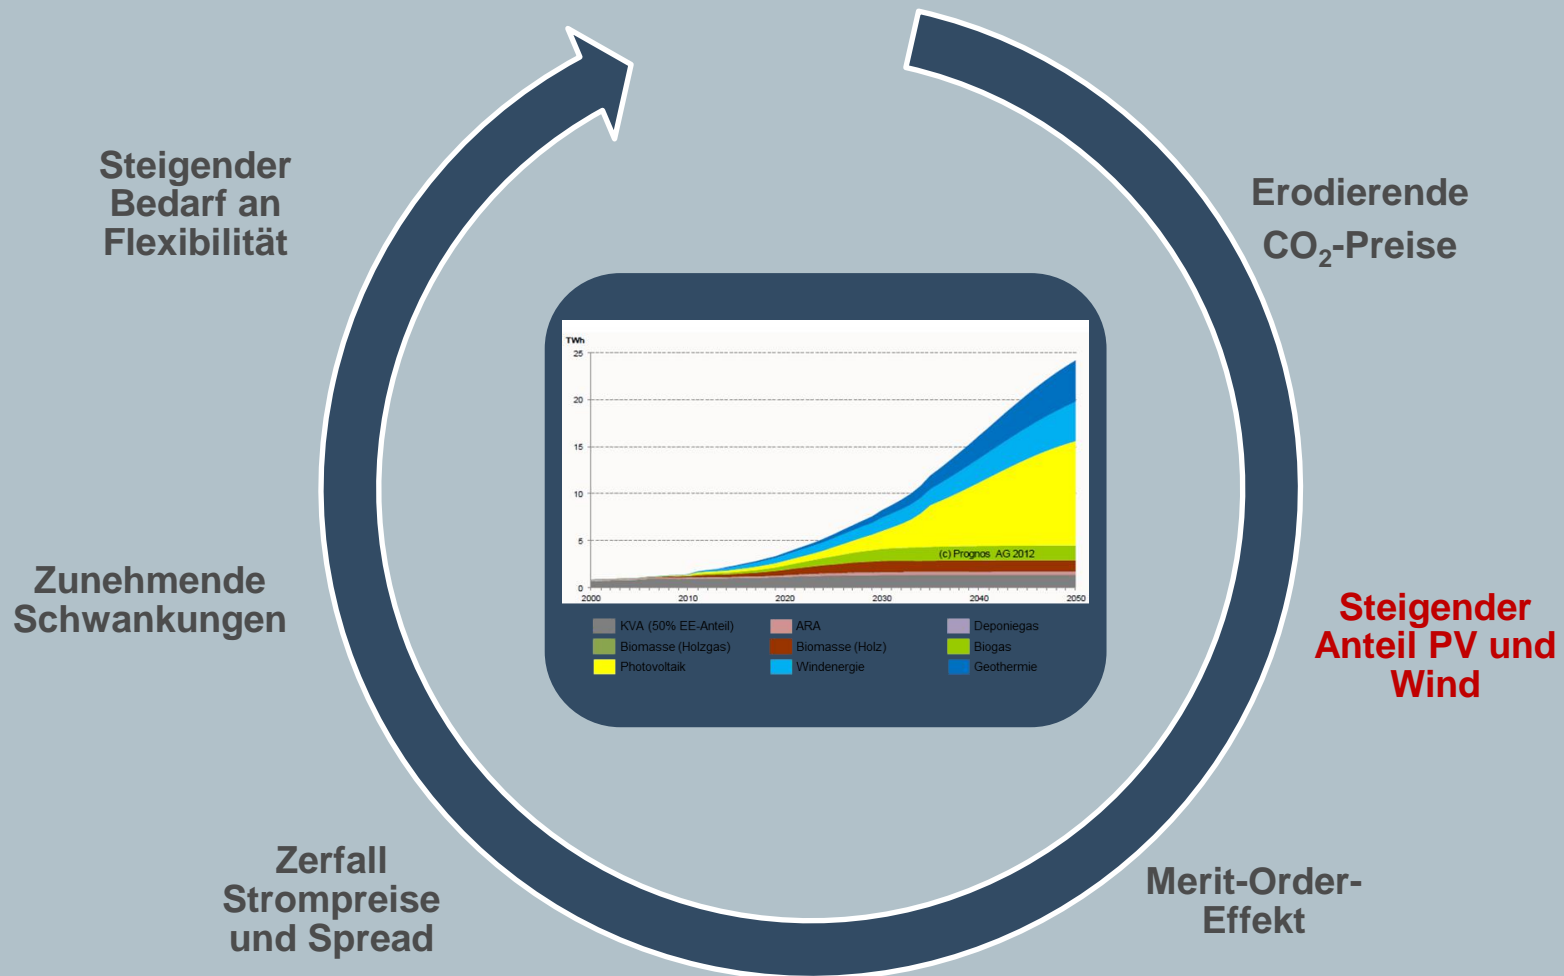 Steigender
Bedarf an
Flexibilität
Erodierende
CO₂-Preise
TWh
25
20
15
10
5
0
(c) Prognos AG 2012
2000
2010
2020
2030
2040
2050
KVA (50% EE-Anteil)
ARA
Deponiegas
Biomasse (Holzgas)
Biomasse (Holz)
Biogas
Photovoltaik
Windenergie
Geothermie
Zunehmende
Schwankungen
Steigender
Anteil PV und
Wind
Zerfall
Strompreise
und Spread
Merit-Order-
Effekt